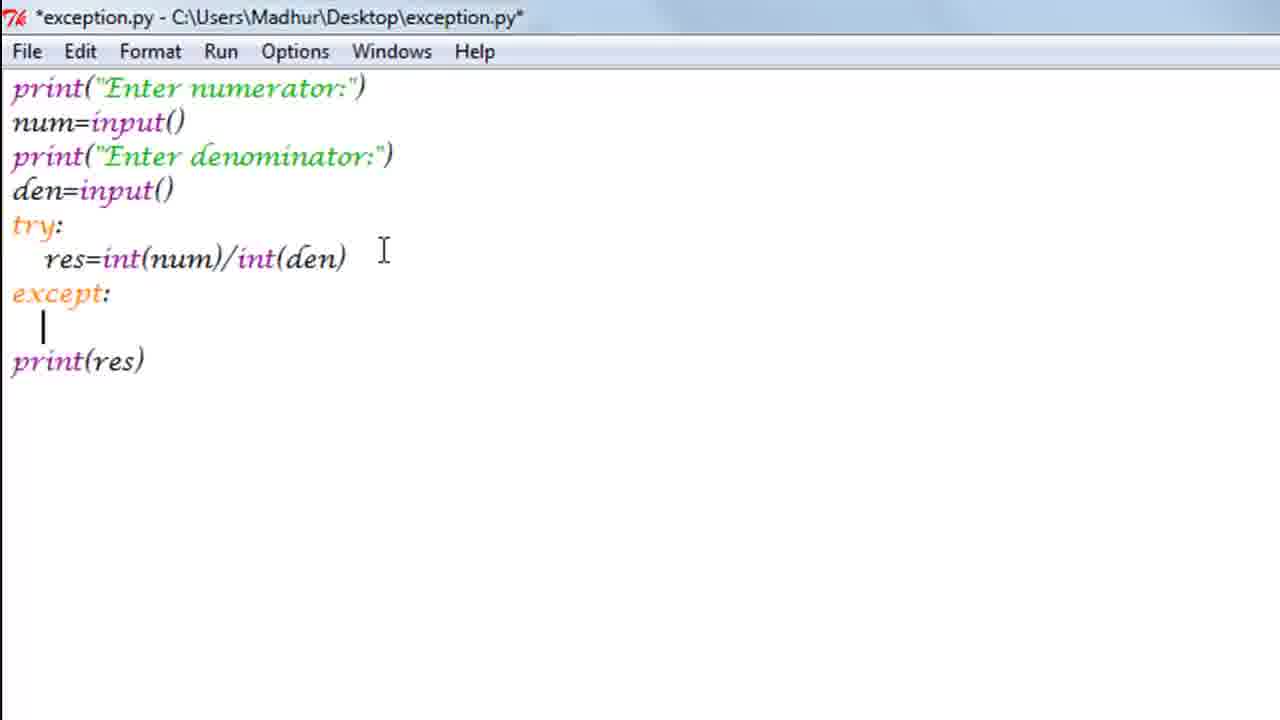 *exception.py - C:\Users\Madhur\Desktop\exception.py*
File Edit Format Run Options Windows Help
print("Enter numerator:")
num=input()
print("Enter denominator:")
den=input()
try:
    res=int(num)/int(den)
except:
print(res)